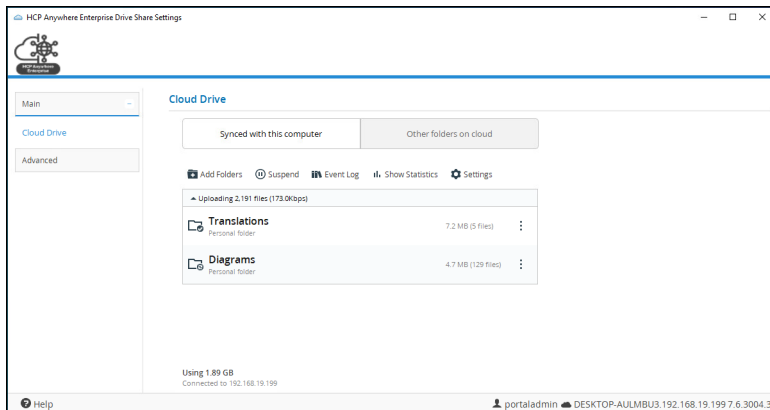 HCP Anywhere Enterprise Drive Share Settings
HCP Anywhere
Enterprise
Main
Cloud Drive
Advanced
Cloud Drive
Synced with this computer
Other folders on cloud
Add Folders
Suspend
Event Log
Show Statistics
Settings
Uploading 2,191 files (173.0Kbps)
Translations
Personal folder
7.2 MB (5 files)
Diagrams
Personal folder
4.7 MB (129 files)
Using 1.89 GB
Connected to 192.168.19.199
Help
portaladmin
DESKTOP-AULMBU3.192.168.19.199 7.6.3004.3